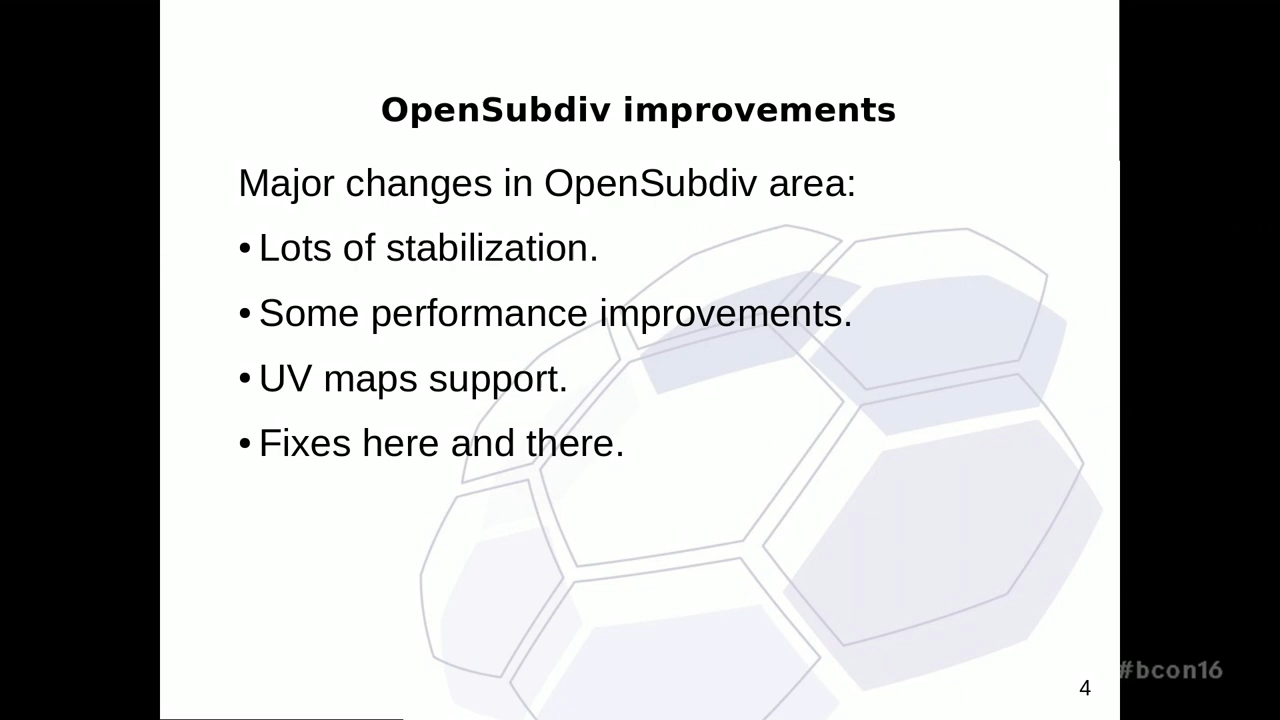 OpenSubdiv improvements
Major changes in OpenSubdiv area:
• Lots of stabilization.
• Some performance improvements.
• UV maps support.
• Fixes here and there.
4
#bcon16